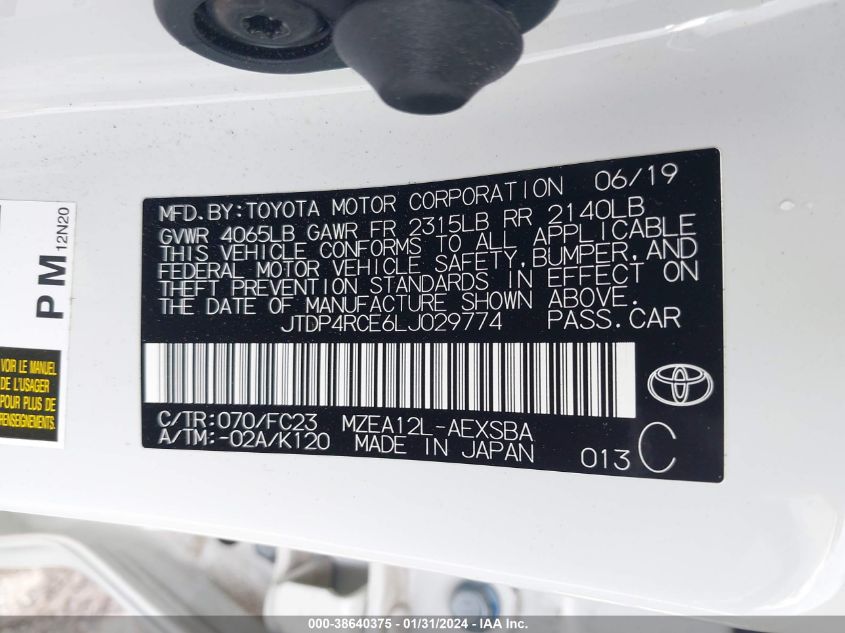 MFD.BY:TOYOTA MOTOR CORPORATION 06/19
GVWR 4065LB GAWR FR 2315LB RR 2140LB
THIS VEHICLE CONFORMS TO ALL APPLICABLE
FEDERAL MOTOR VEHICLE SAFETY,BUMPER,AND
THEFT PREVENTION STANDARDS IN EFFECT ON
THE DATE OF MANUFACTURE SHOWN ABOVE.
JTDP4RCE6LJ029774 PASS.CAR
C/TR:070/FC23 MZEA12L-AEXSBA
A/TM:-02A/K120 MADE IN JAPAN 013 C
PM 12N20
VOIR LE MANUEL
DE L'USAGER
POUR PLUS DE
RENSEIGNEMENTS
000-38640375 - 01/31/2024 - IAA Inc.